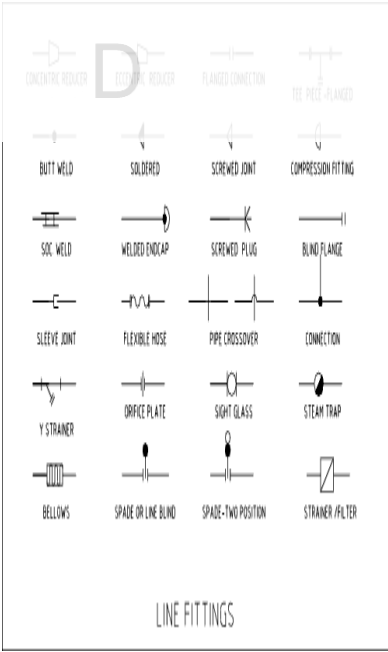 D
CONCENTRIC REDUCER
ECCENTRIC REDUCER
FLANGED CONNECTION
TEE PIECE -FLANGED
BUTT WELD
SOLDERED
SCREWED JOINT
COMPRESSION FITTING
SOC WELD
WELDED ENDCAP
SCREWED PLUG
BLIND FLANGE
SLEEVE JOINT
FLEXIBLE HOSE
PIPE CROSSOVER
CONNECTION
Y STRAINER
ORIFICE PLATE
SIGHT GLASS
STEAM TRAP
BELLOWS
SPADE OR LINE BLIND
SPADE-TWO POSITION
STRAINER /FILTER
LINE FITTINGS